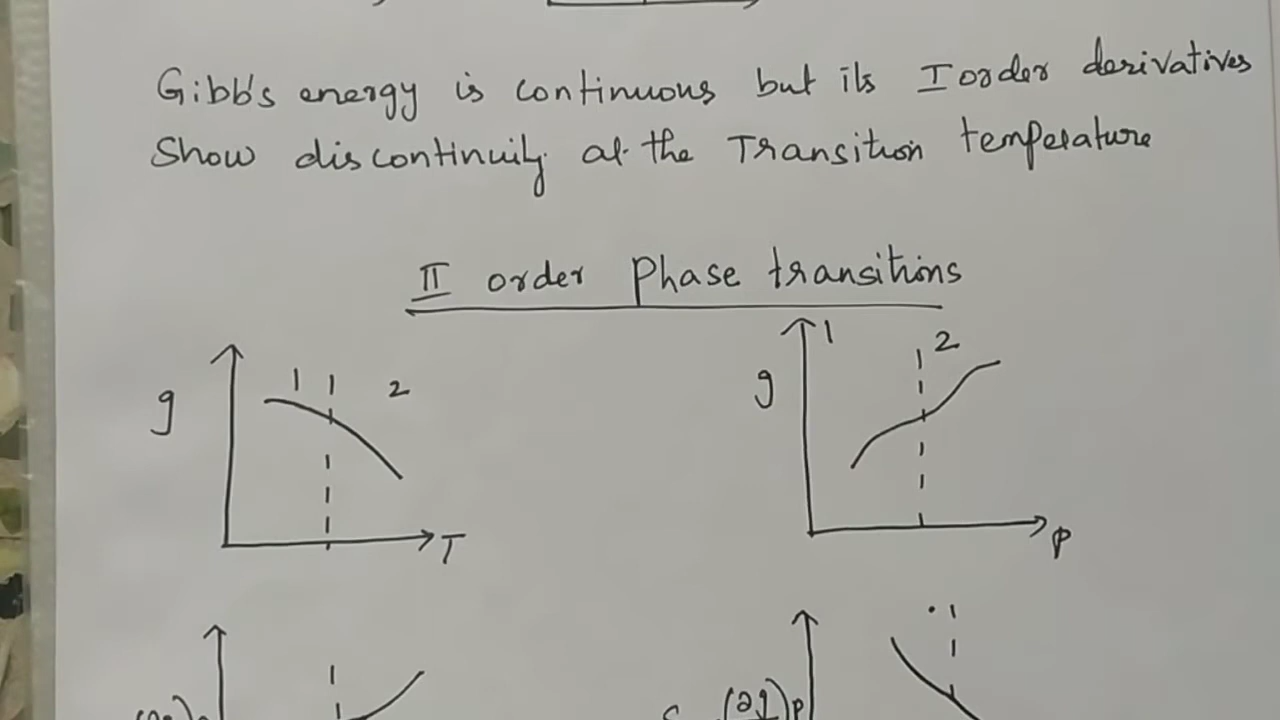 Gibb's energy is continuous but its I order derivatives
Show discontinuity at the Transition temperature
II order Phase transitions
g 1 2 T
g 1 2 P